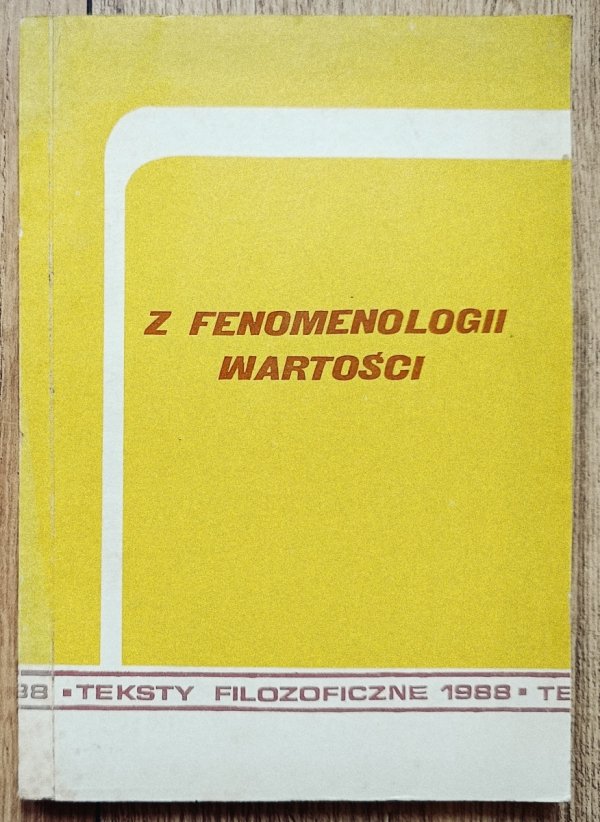 Z FENOMENOLOGII
WARTOŚCI
88 ▪ TEKSTY FILOZOFICZNE 1988 ▪ TE